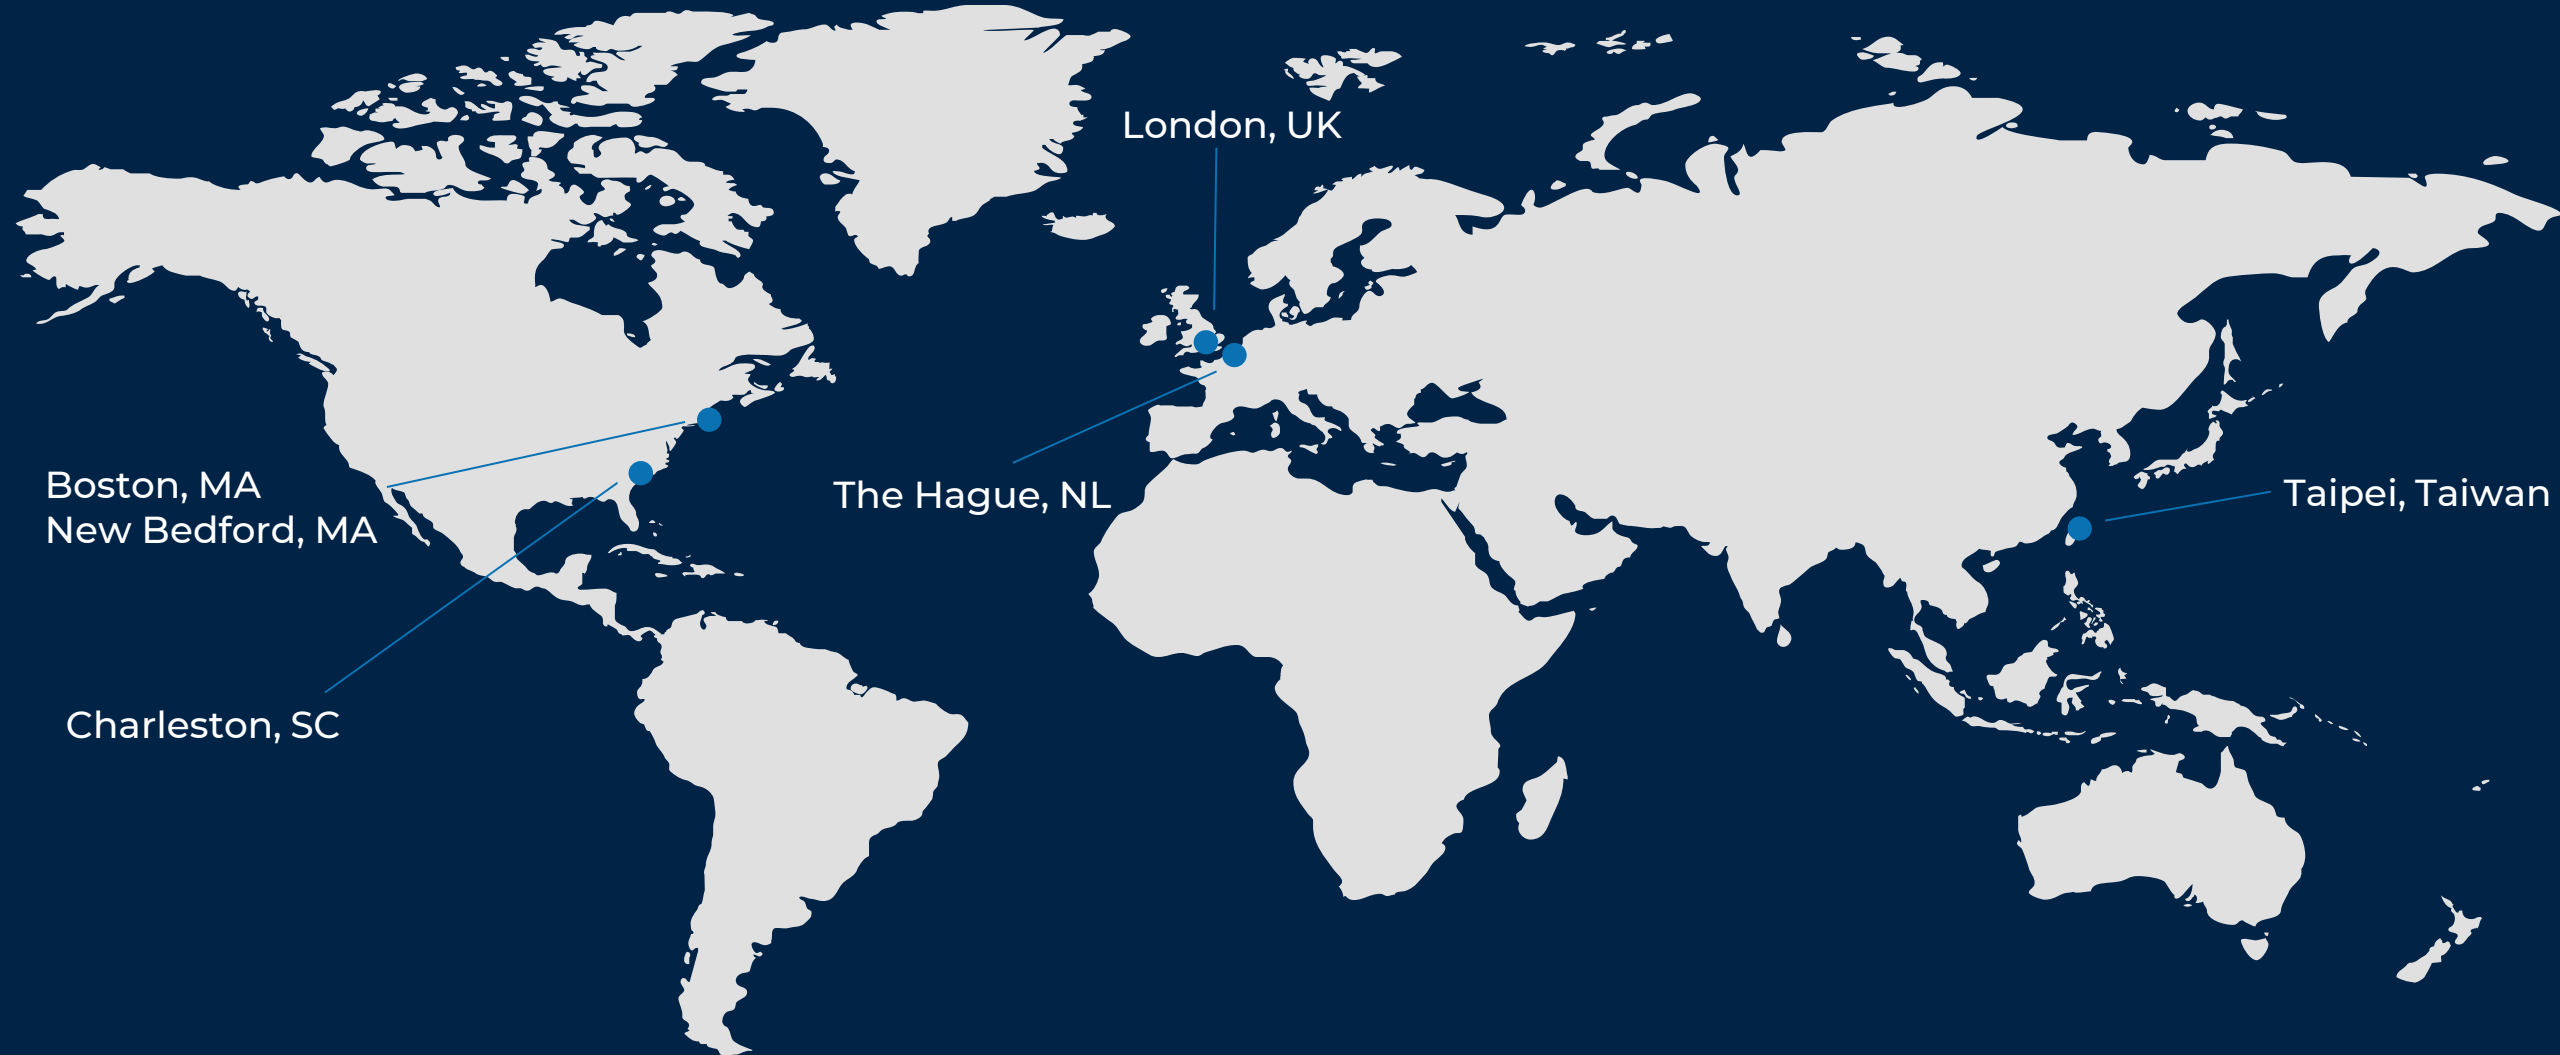 London, UK
Boston, MA
New Bedford, MA
The Hague, NL
Taipei, Taiwan
Charleston, SC